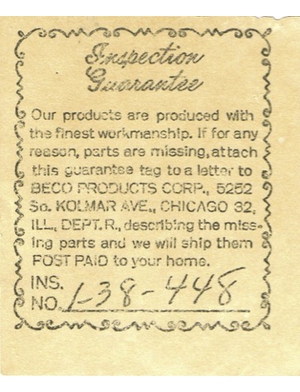 Inspection
Guarantee
Our products are produced with
the finest workmanship. If for any
reason, parts are missing, attach
this guarantee tag to a letter to
BECO PRODUCTS CORP., 5252
So. KOLMAR AVE., CHICAGO 32,
ILL., DEPT. R., describing the miss-
ing parts and we will ship them
POST PAID to your home.
INS.
NO. 1-38-448